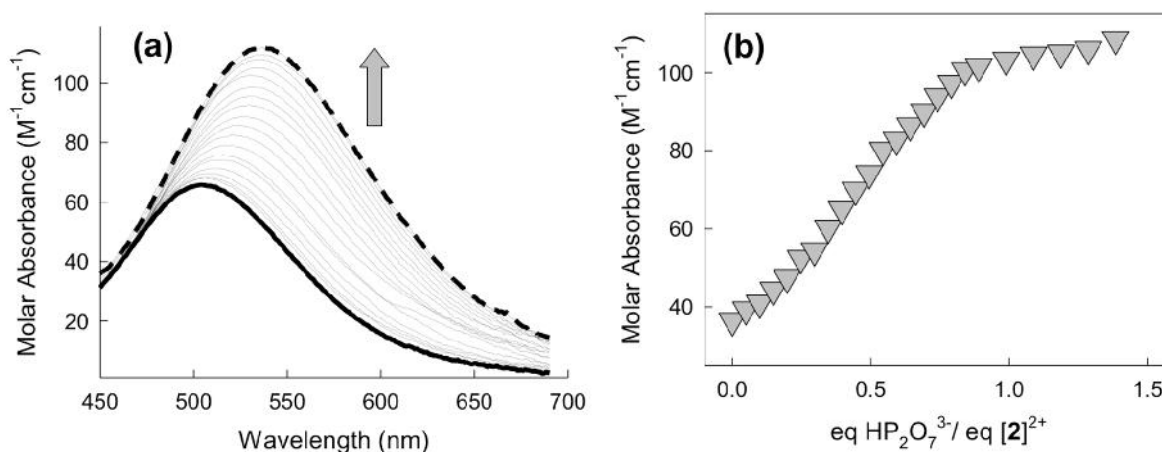 (a)
Molar Absorbance (M⁻¹cm⁻¹)
100
80
60
40
20
450 500 550 600 650 700
Wavelength (nm)
(b)
Molar Absorbance (M⁻¹cm⁻¹)
100
80
60
40
0.0 0.5 1.0 1.5
eq HP₂O₇³⁻/ eq [2]²⁺